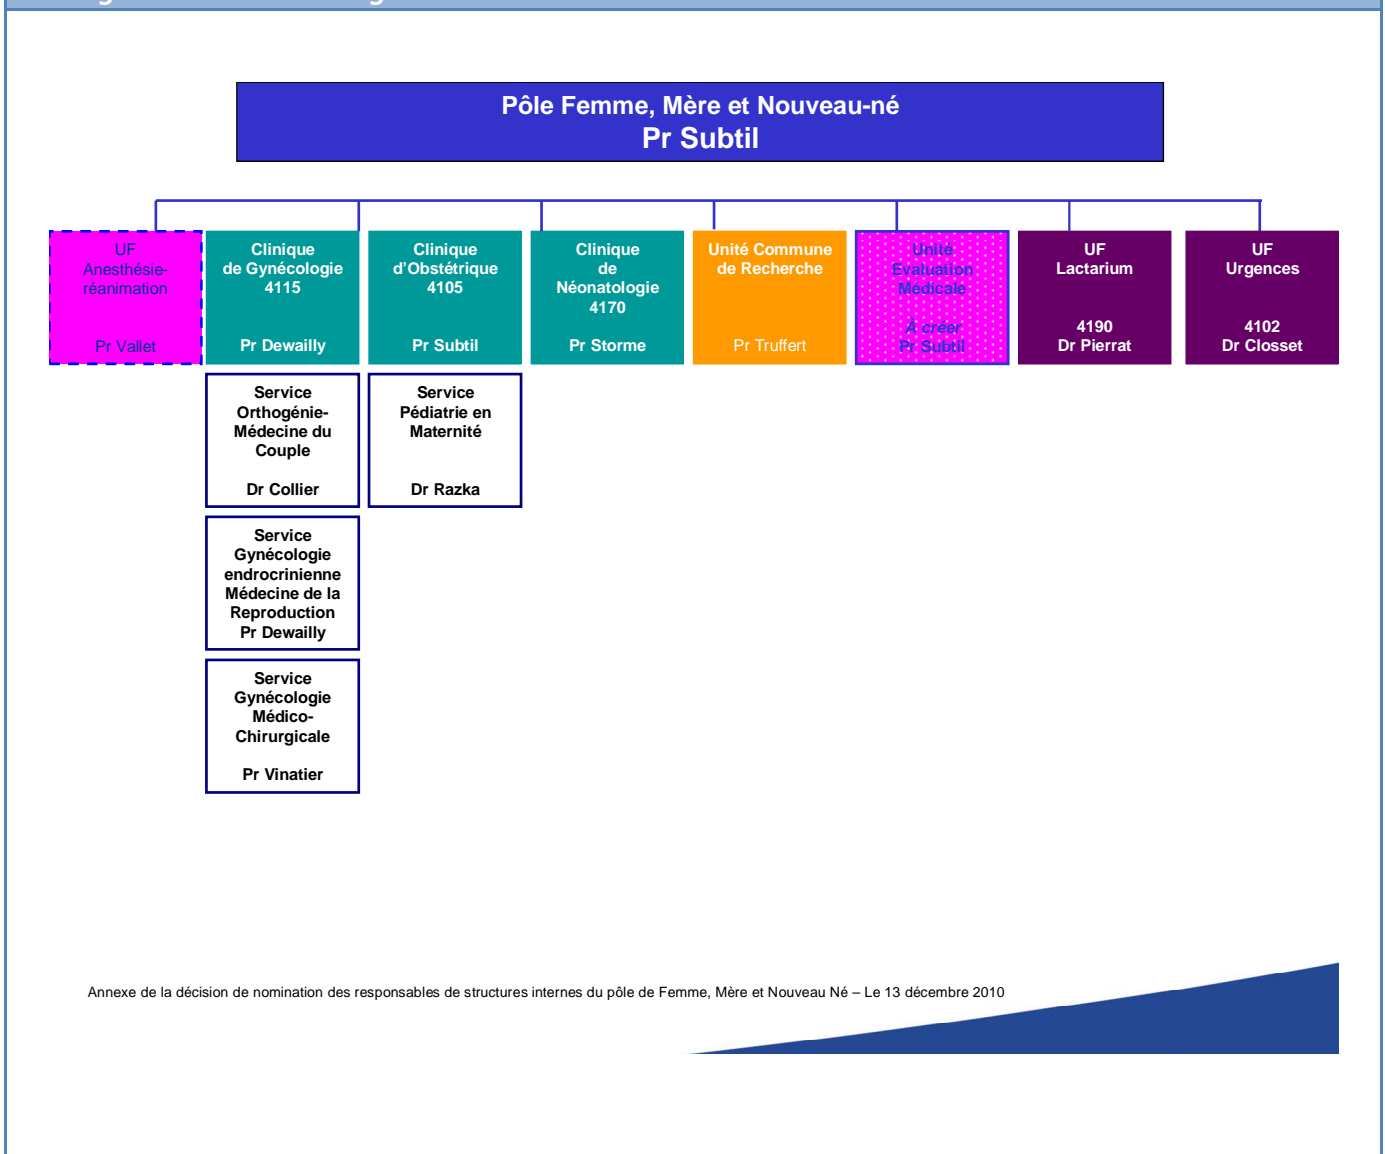 Pôle Femme, Mère et Nouveau-né
Pr Subtil
UF
Anesthésie-
réanimation
Pr Vallet
Clinique
de Gynécologie
4115
Pr Dewailly
Clinique
d'Obstétrique
4105
Pr Subtil
Clinique
de
Néonatologie
4170
Pr Storme
Unité Commune
de Recherche
Pr Truffert
Unité
Evaluation
Médicale
À créer
Pr Subtil
UF
Lactarium
4190
Dr Pierrat
UF
Urgences
4102
Dr Closset
Service
Orthogénie-
Médecine du
Couple
Dr Collier
Service
Pédiatrie en
Maternité
Dr Razka
Service
Gynécologie
endrocrinienne
Médecine de la
Reproduction
Pr Dewailly
Service
Gynécologie
Médico-
Chirurgicale
Pr Vinatier
Annexe de la décision de nomination des responsables de structures internes du pôle de Femme, Mère et Nouveau Né – Le 13 décembre 2010